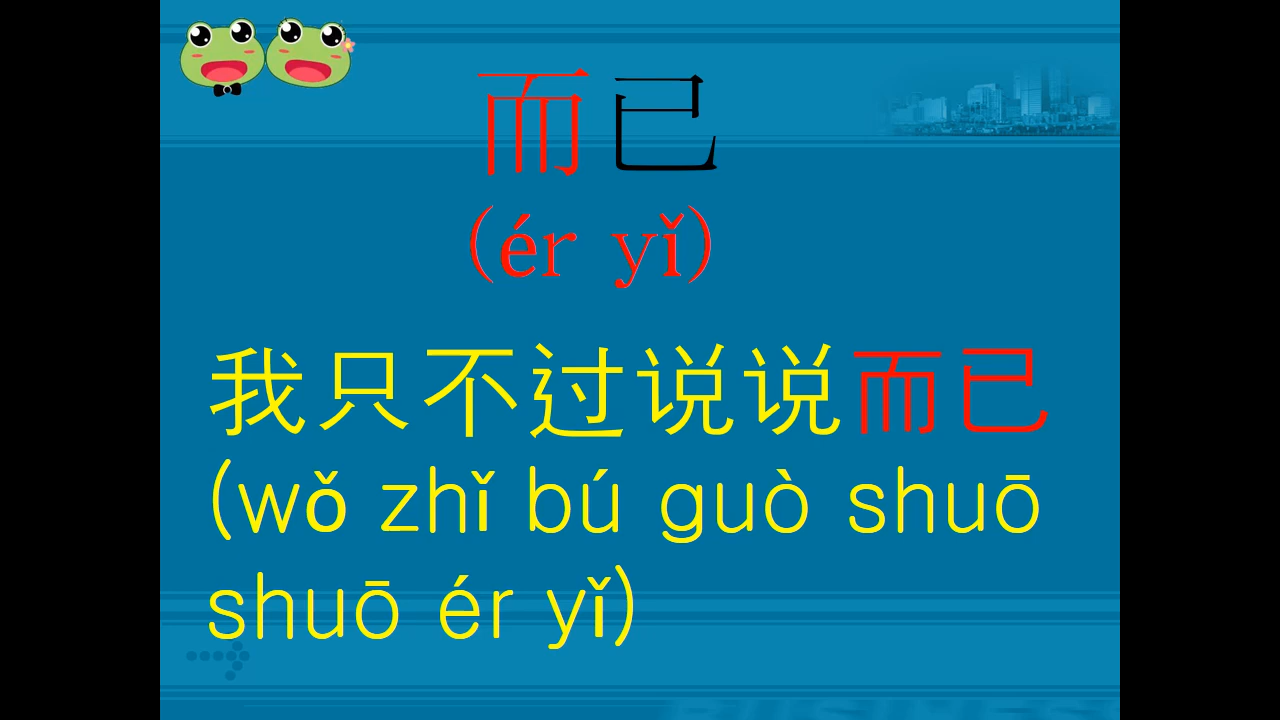 而已
(ér yǐ)
我只不过说说而已
(wǒ zhǐ bú guò shuō
shuō ér yǐ)